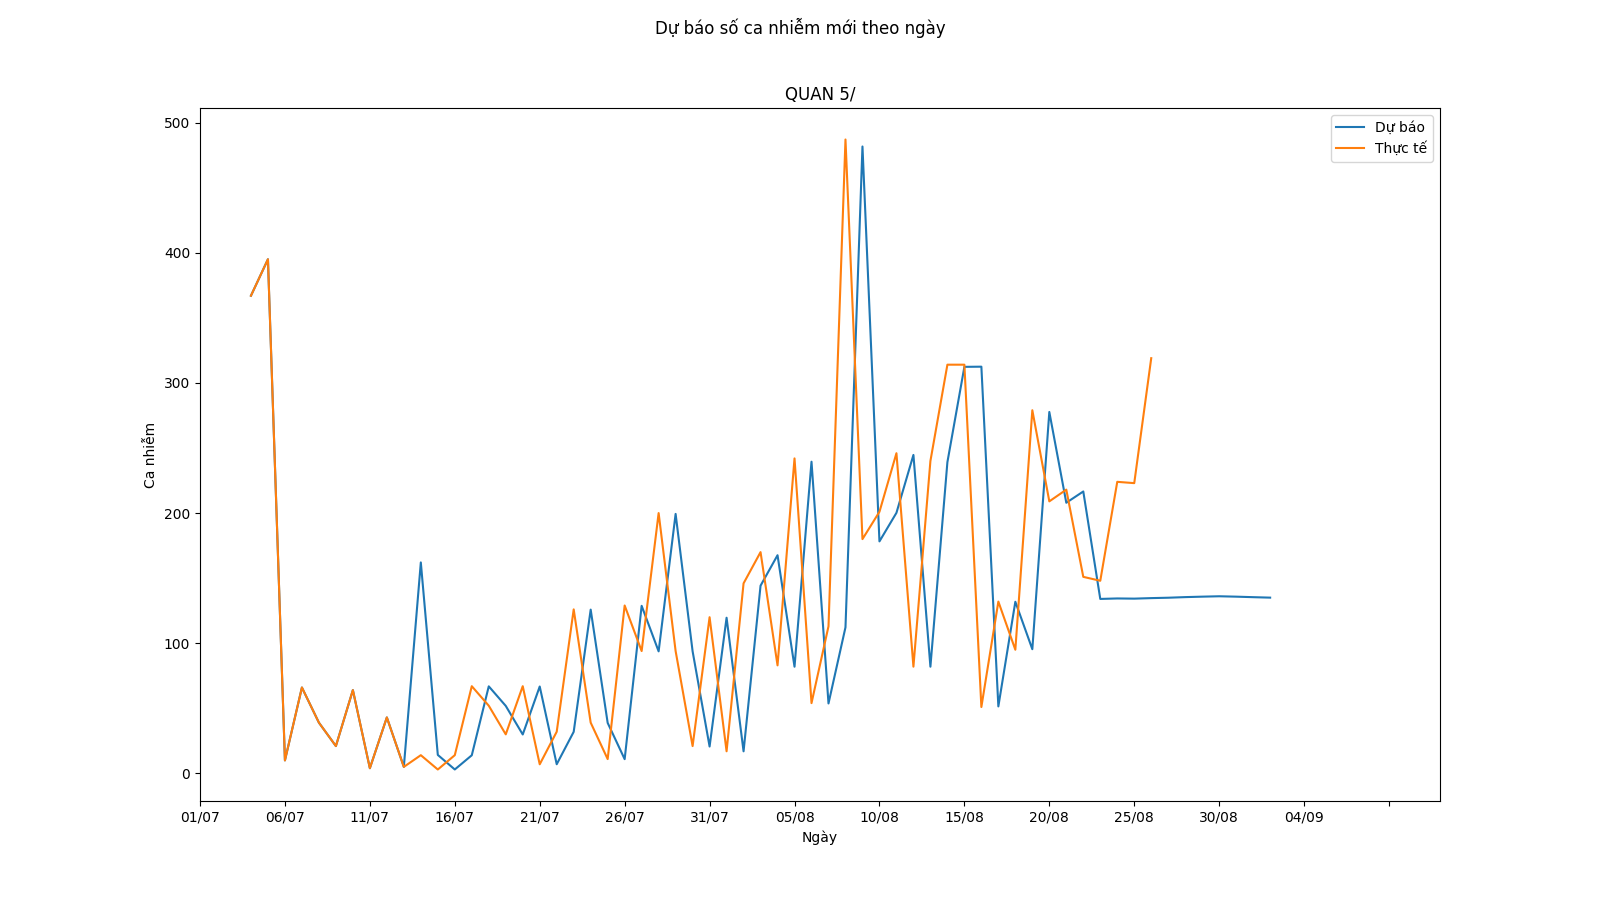 Dự báo số ca nhiễm mới theo ngày
QUAN 5/
Dự báo
Thực tế
500
400
300
200
100
0
Ca nhiễm
01/07 06/07 11/07 16/07 21/07 26/07 31/07 05/08 10/08 15/08 20/08 25/08 30/08 04/09
Ngày